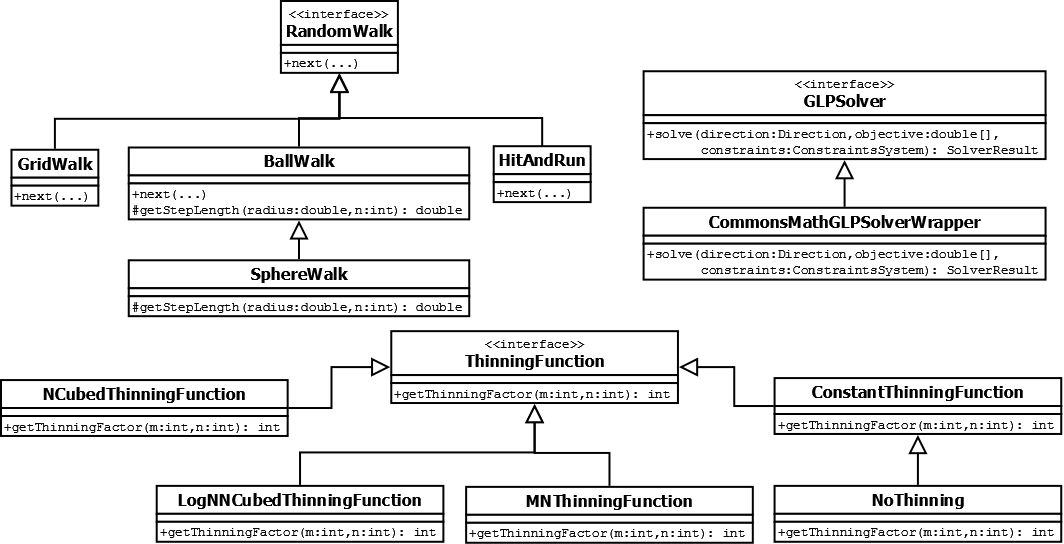 <<interface>>
RandomWalk
+next(...)
GridWalk
+next(...)
BallWalk
+next(...)
#getStepLength(radius:double,n:int): double
HitAndRun
+next(...)
SphereWalk
#getStepLength(radius:double,n:int): double
<<interface>>
GLPSolver
+solve(direction:Direction,objective:double[],
constraints:ConstraintsSystem): SolverResult
CommonsMathGLPSolverWrapper
+solve(direction:Direction,objective:double[],
constraints:ConstraintsSystem): SolverResult
<<interface>>
ThinningFunction
+getThinningFactor(m:int,n:int): int
NCubedThinningFunction
+getThinningFactor(m:int,n:int): int
ConstantThinningFunction
+getThinningFactor(m:int,n:int): int
LogNNCubedThinningFunction
+getThinningFactor(m:int,n:int): int
MNThinningFunction
+getThinningFactor(m:int,n:int): int
NoThinning
+getThinningFactor(m:int,n:int): int